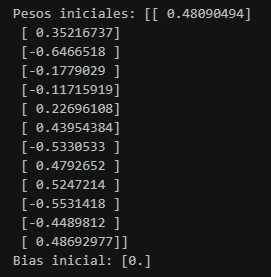 Pesos iniciales: [[ 0.48090494]
 [ 0.35216737]
 [-0.6466518 ]
 [-0.1779029 ]
 [-0.11715919]
 [ 0.22696108]
 [ 0.43954384]
 [-0.5330533 ]
 [ 0.4792652 ]
 [ 0.5247214 ]
 [-0.5531418 ]
 [-0.4489812 ]
 [ 0.48692977]]
Bias inicial: [0.]